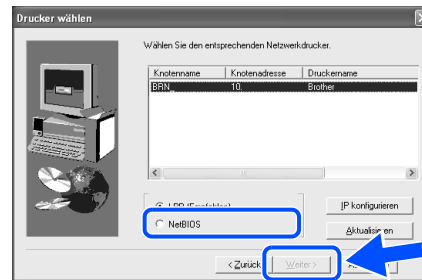 Drucker wählen
Wählen Sie den entsprechenden Netzwerkdrucker.
Knotenname Knotenadresse Druckername
BRN_ 10. Brother
NetBIOS
IP konfigurieren
Aktualisieren
< Zurück Weiter >